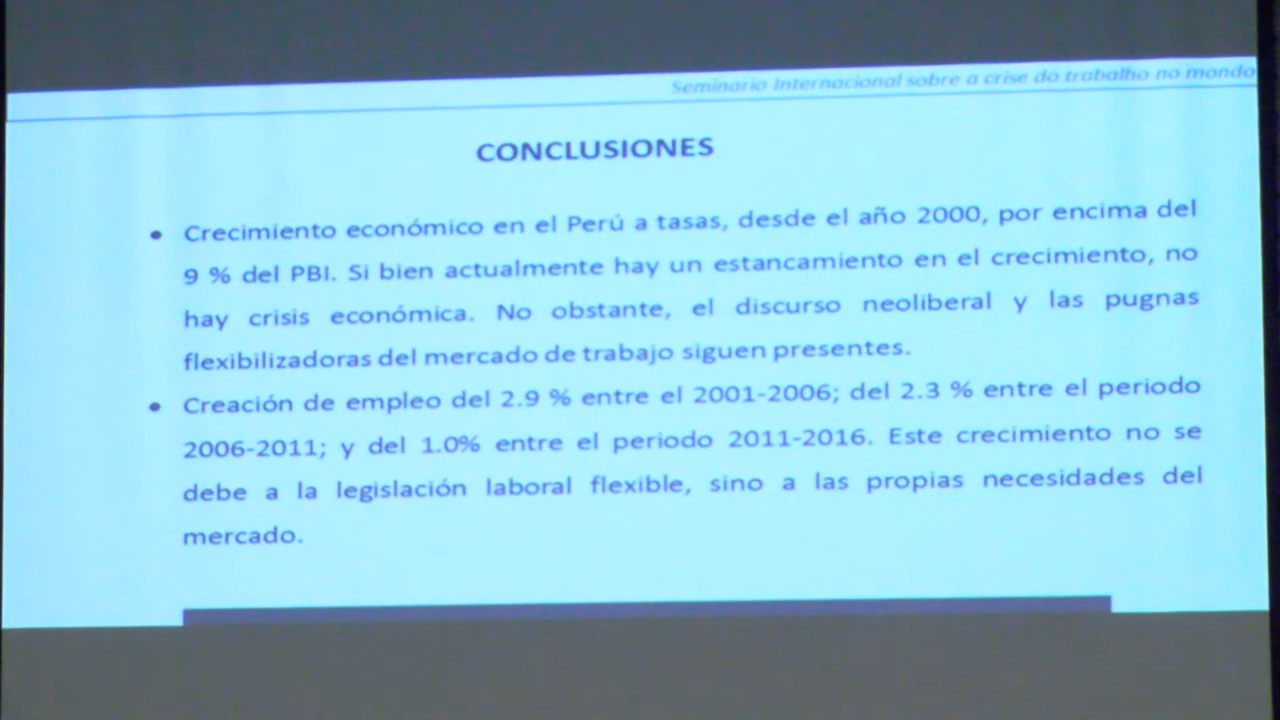 Seminario Internacional sobre a crise do trabalho no mondo
CONCLUSIONES
• Crecimiento económico en el Perú a tasas, desde el año 2000, por encima del
9 % del PBI. Si bien actualmente hay un estancamiento en el crecimiento, no
hay crisis económica. No obstante, el discurso neoliberal y las pugnas
flexibilizadoras del mercado de trabajo siguen presentes.
• Creación de empleo del 2.9 % entre el 2001-2006; del 2.3 % entre el periodo
2006-2011; y del 1.0% entre el periodo 2011-2016. Este crecimiento no se
debe a la legislación laboral flexible, sino a las propias necesidades del
mercado.